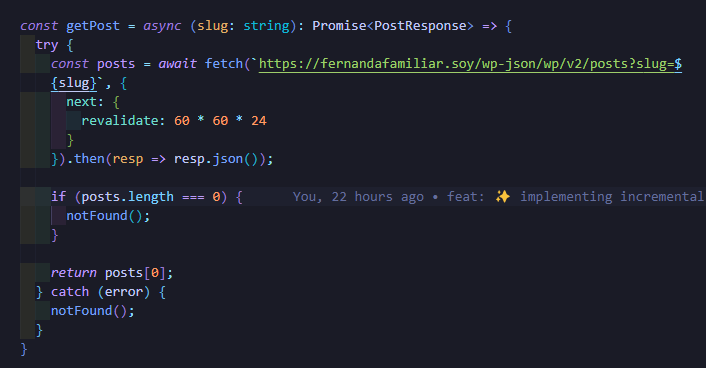 const getPost = async (slug: string): Promise<PostResponse> => {
try {
const posts = await fetch(`https://fernandafamiliar.soy/wp-json/wp/v2/posts?slug=$
{slug}`, {
next: {
revalidate: 60 * 60 * 24
}
}).then(resp => resp.json());
if (posts.length === 0) { You, 22 hours ago • feat: ✨ implementing incremental
notFound();
}
return posts[0];
} catch (error) {
notFound();
}
}